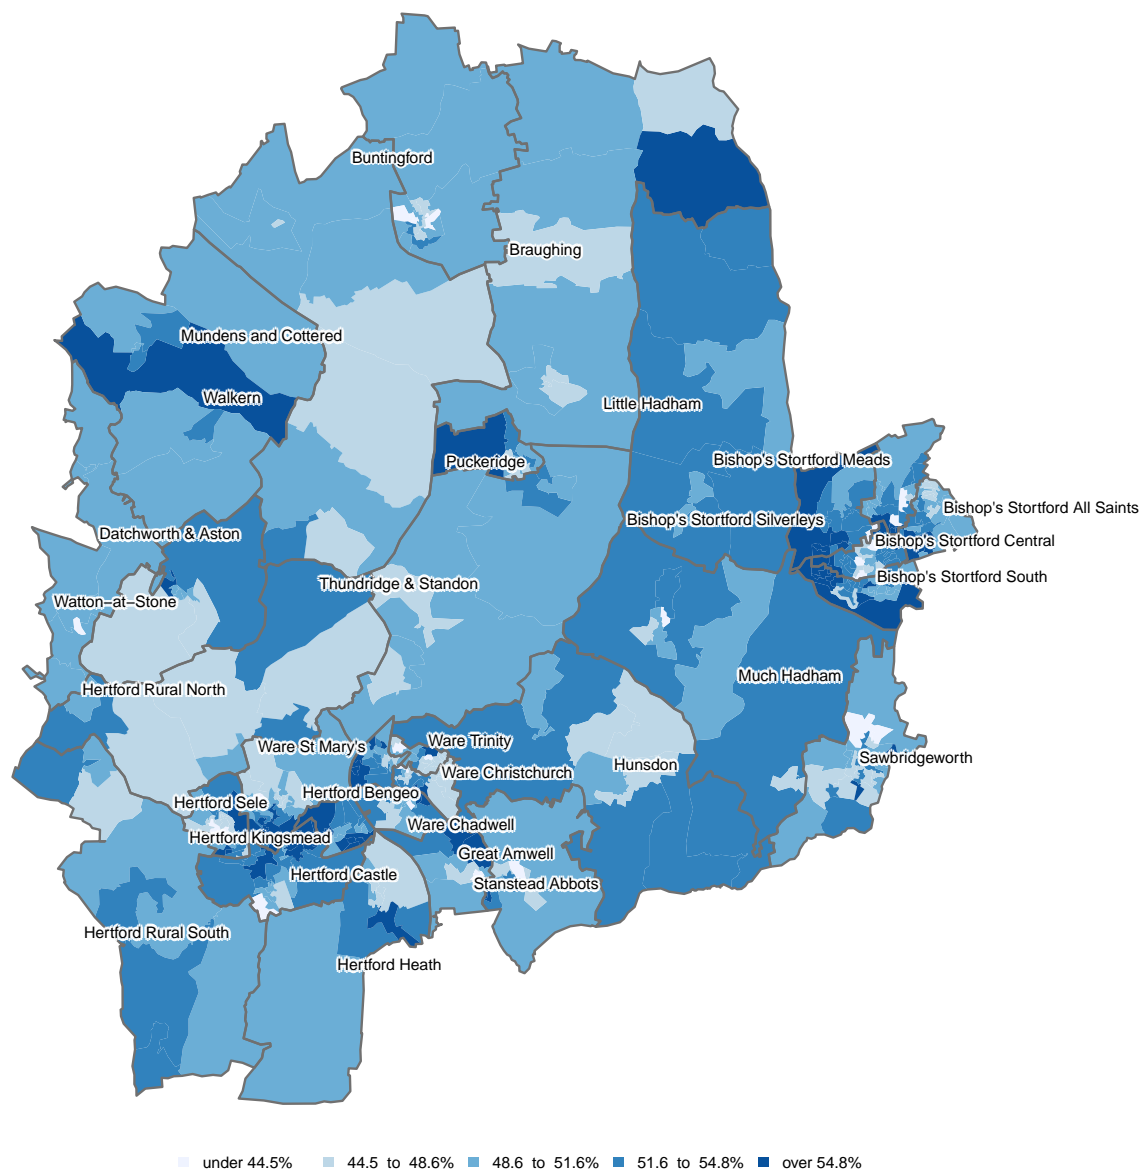 Buntingford
Braughing
Mundens and Cottered
Walkern
Little Hadham
Puckeridge
Bishop's Stortford Meads
Bishop's Stortford All Saints
Bishop's Stortford Silverleys
Datchworth & Aston
Bishop's Stortford Central
Bishop's Stortford South
Thundridge & Standon
Watton−at−Stone
Much Hadham
Hertford Rural North
Ware Trinity
Ware St Mary's
Sawbridgeworth
Hunsdon
Ware Christchurch
Hertford Bengeo
Hertford Sele
Ware Chadwell
Hertford Kingsmead
Great Amwell
Hertford Castle
Stanstead Abbots
Hertford Rural South
Hertford Heath
under 44.5% 44.5 to 48.6% 48.6 to 51.6% 51.6 to 54.8% over 54.8%